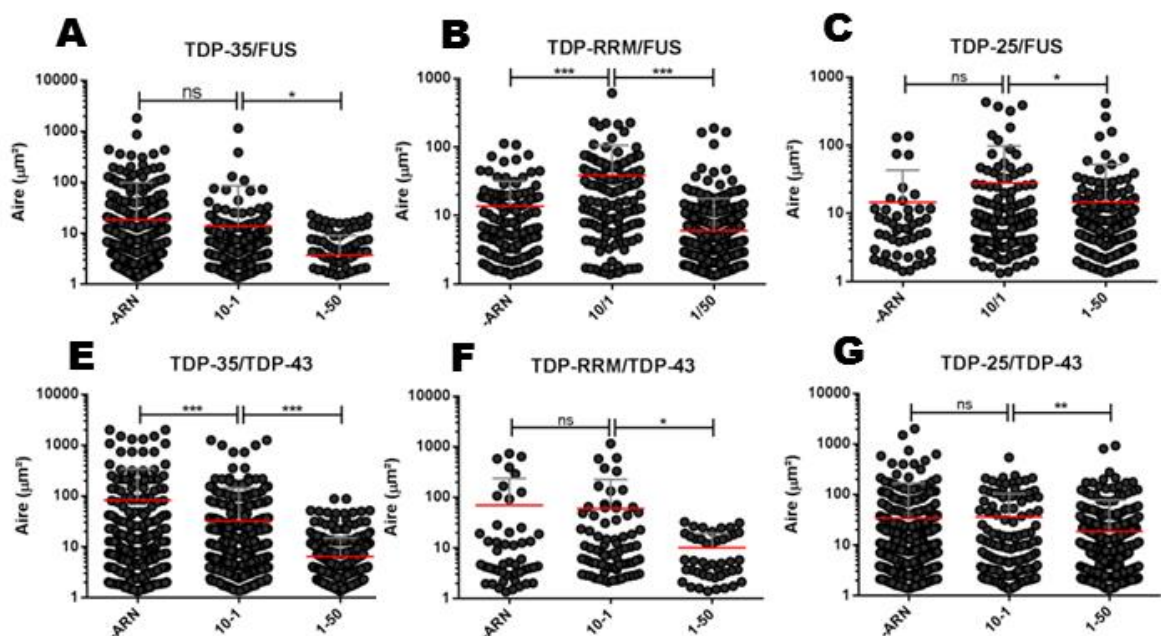 A
TDP-35/FUS
10000
1000
100
10
1
Aire (µm²)
ns
*
-ARN
10-1
1-50
B
TDP-RRM/FUS
1000
100
10
1
Aire (µm²)
***
***
-ARN
10/1
1/50
C
TDP-25/FUS
1000
100
10
1
Aire (µm²)
ns
*
-ARN
10/1
1-50
E
TDP-35/TDP-43
10000
1000
100
10
1
Aire (µm²)
***
***
-ARN
10-1
1-50
F
TDP-RRM/TDP-43
10000
1000
100
10
1
Aire (µm²)
ns
*
-ARN
10-1
1-50
G
TDP-25/TDP-43
10000
1000
100
10
1
Aire (µm²)
ns
**
-ARN
10-1
1-50